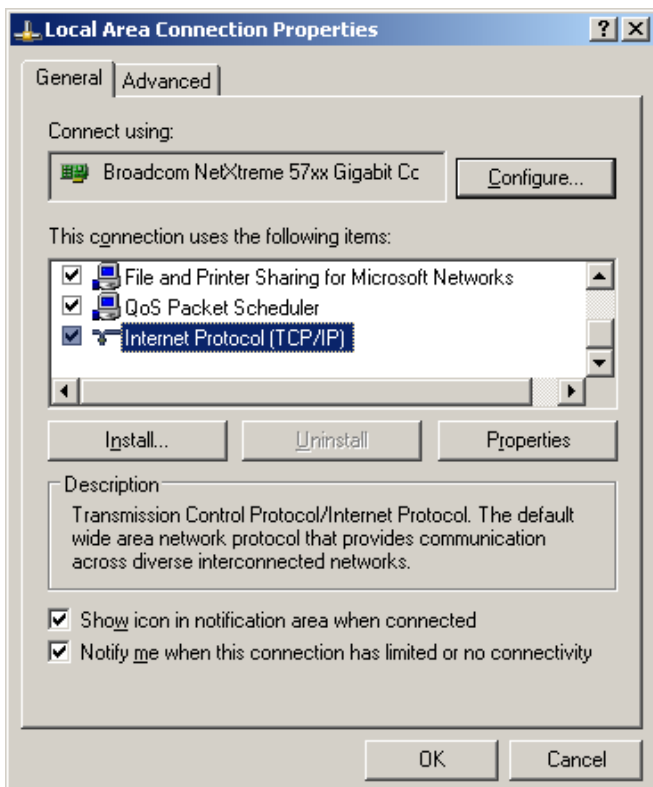 Local Area Connection Properties
General Advanced
Connect using:
Broadcom NetXtreme 57xx Gigabit Cc
Configure...
This connection uses the following items:
File and Printer Sharing for Microsoft Networks
QoS Packet Scheduler
Internet Protocol (TCP/IP)
Install... Uninstall Properties
Description
Transmission Control Protocol/Internet Protocol. The default
wide area network protocol that provides communication
across diverse interconnected networks.
Show icon in notification area when connected
Notify me when this connection has limited or no connectivity
OK Cancel